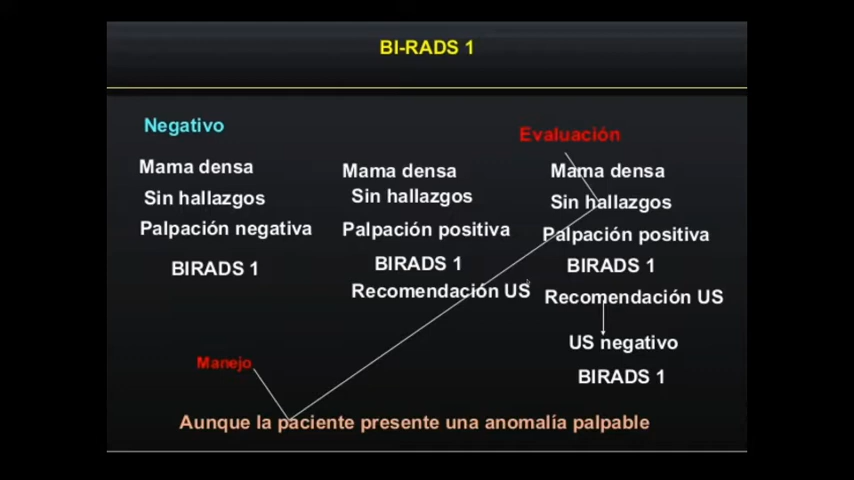 BI-RADS 1
Negativo
Mama densa
Sin hallazgos
Palpación negativa
BIRADS 1
Mama densa
Sin hallazgos
Palpación positiva
BIRADS 1
Recomendación US
Evaluación
Mama densa
Sin hallazgos
Palpación positiva
BIRADS 1
Recomendación US
US negativo
BIRADS 1
Manejo
Aunque la paciente presente una anomalía palpable